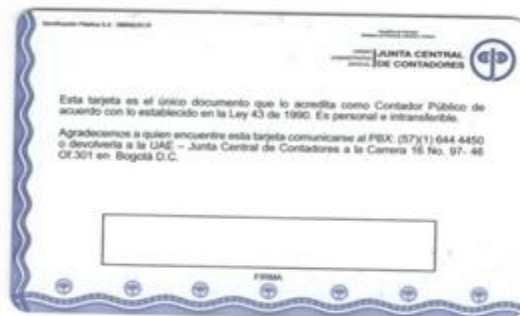 JUNTA CENTRAL
DE CONTADORES
Esta tarjeta es el único documento que lo acredita como Contador Público de
acuerdo con lo establecido en la Ley 43 de 1990. Es personal e intransferible.
Agradecemos a quien encuentre esta tarjeta comunicarse al PBX: (57)(1) 644 4450
o devolverla a la UAE – Junta Central de Contadores a la Carrera 16 No. 97- 46
Of.301 en Bogotá D.C.
FIRMA